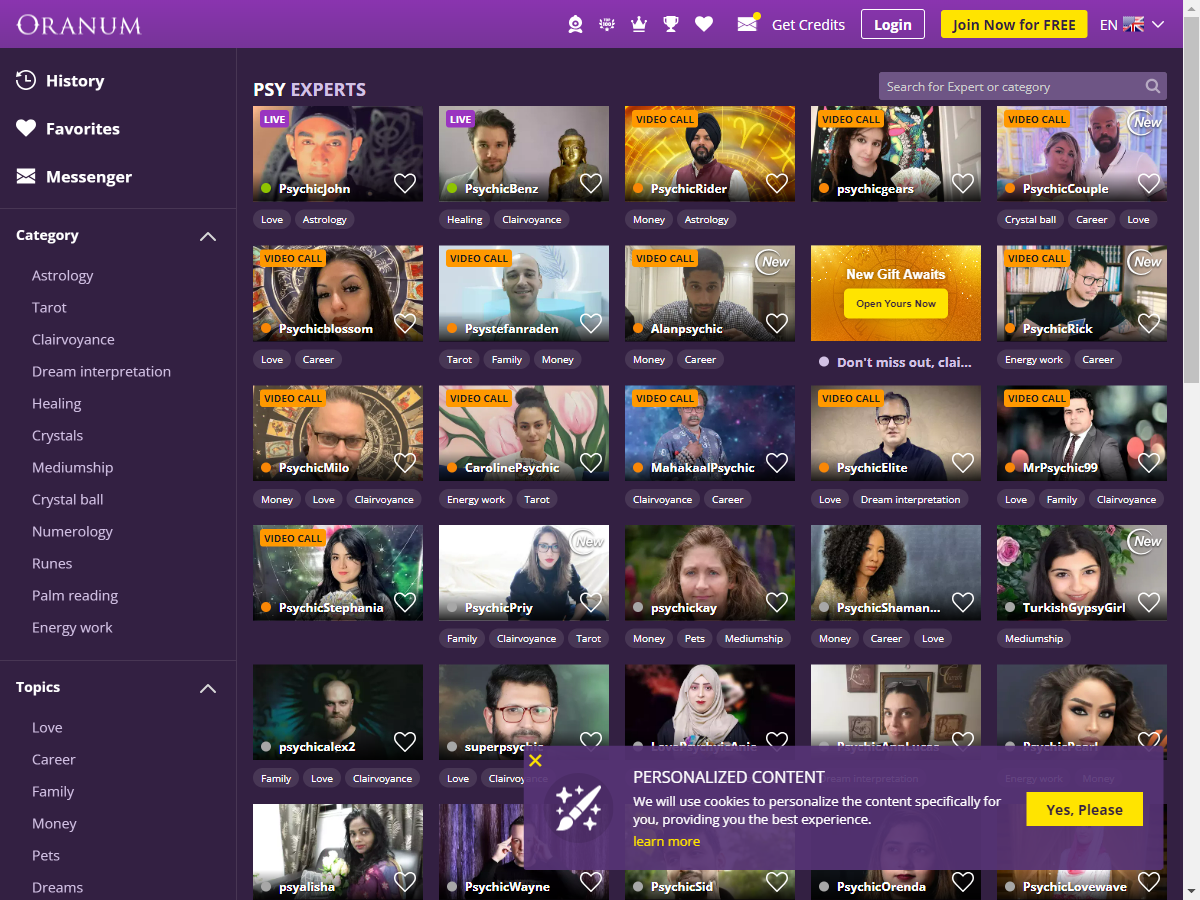 ORANUM
Get Credits
Login
Join Now for FREE
EN
History
Favorites
Messenger
Category
Astrology
Tarot
Clairvoyance
Dream interpretation
Healing
Crystals
Mediumship
Crystal ball
Numerology
Runes
Palm reading
Energy work
Topics
Love
Career
Family
Money
Pets
Dreams
PSY EXPERTS
Search for Expert or category
LIVE
PsychicJohn
Love Astrology
LIVE
PsychicBenz
Healing Clairvoyance
VIDEO CALL
PsychicRider
Money Astrology
VIDEO CALL
psychicgears
VIDEO CALL
New
PsychicCouple
Crystal ball Career Love
VIDEO CALL
Psychicblossom
Love Career
VIDEO CALL
Psystefanraden
Tarot Family Money
VIDEO CALL
New
Alanpsychic
Money Career
New Gift Awaits
Open Yours Now
Don't miss out, clai...
VIDEO CALL
New
PsychicRick
Energy work Career
VIDEO CALL
PsychicMilo
Money Love Clairvoyance
VIDEO CALL
CarolinePsychic
Energy work Tarot
VIDEO CALL
MahakaalPsychic
Clairvoyance Career
VIDEO CALL
PsychicElite
Love Dream interpretation
VIDEO CALL
MrPsychic99
Love Family Clairvoyance
VIDEO CALL
PsychicStephania
New
PsychicPriy
Family Clairvoyance Tarot
psychickay
Money Pets Mediumship
PsychicShaman...
Money Career Love
New
TurkishGypsyGirl
Mediumship
psychicalex2
Family Love Clairvoyance
superpsychic
Love
dream interpretation
Energy work Money
psyalisha
PsychicWayne
PsychicSid
PsychicOrenda
PsychicLovewave
PERSONALIZED CONTENT
We will use cookies to personalize the content specifically for
you, providing you the best experience.
learn more
Yes, Please